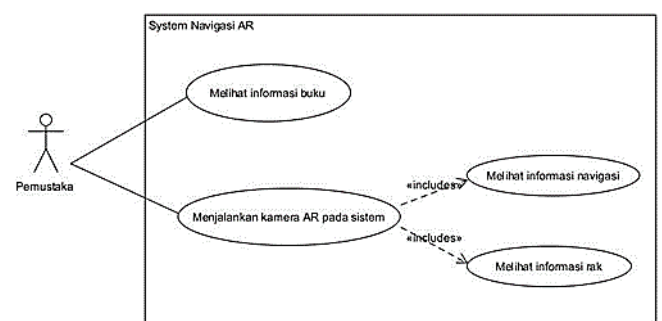 System Navigasi AR
Melihat informasi buku
Pemustaka
Menjalankan kamera AR pada sistem
«includes»
Melihat informasi navigasi
«includes»
Melihat informasi rak